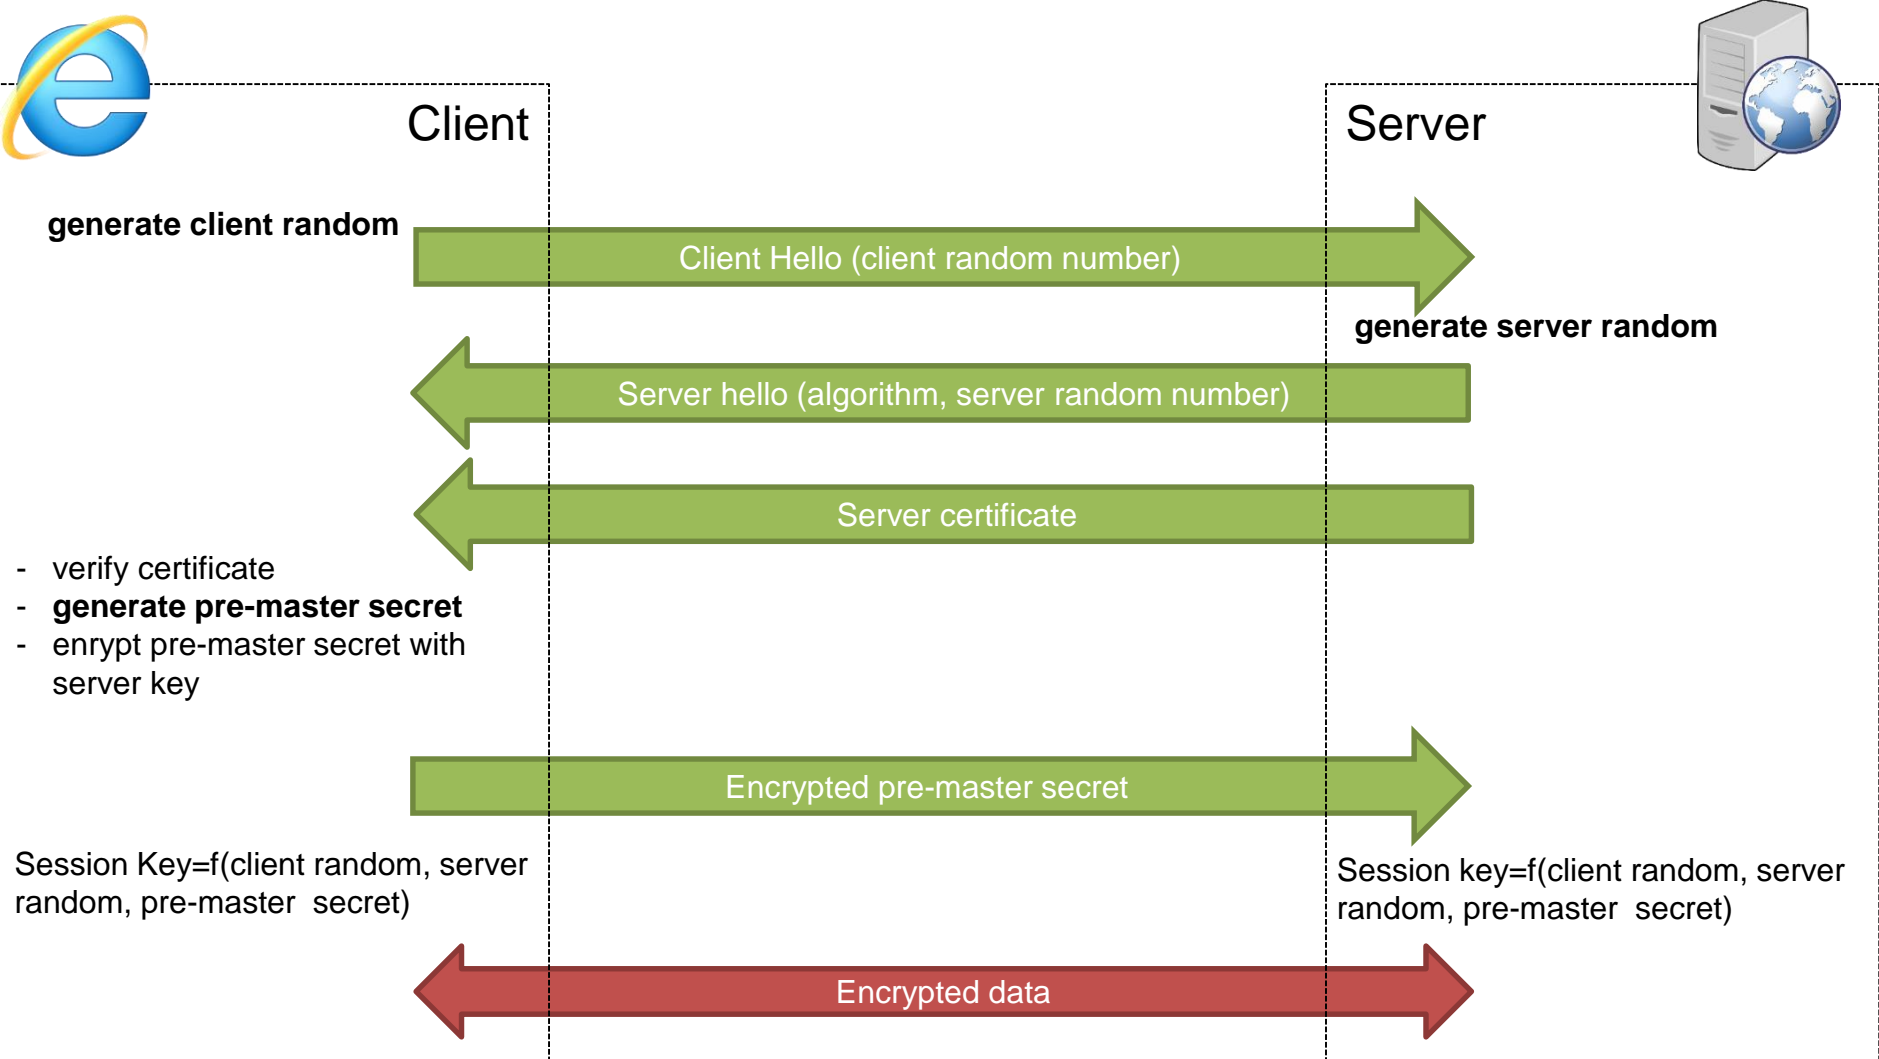 Client
Server
generate client random
Client Hello (client random number)
generate server random
Server hello (algorithm, server random number)
Server certificate
- verify certificate
- generate pre-master secret
- enrypt pre-master secret with
server key
Encrypted pre-master secret
Session Key=f(client random, server
random, pre-master  secret)
Session key=f(client random, server
random, pre-master  secret)
Encrypted data